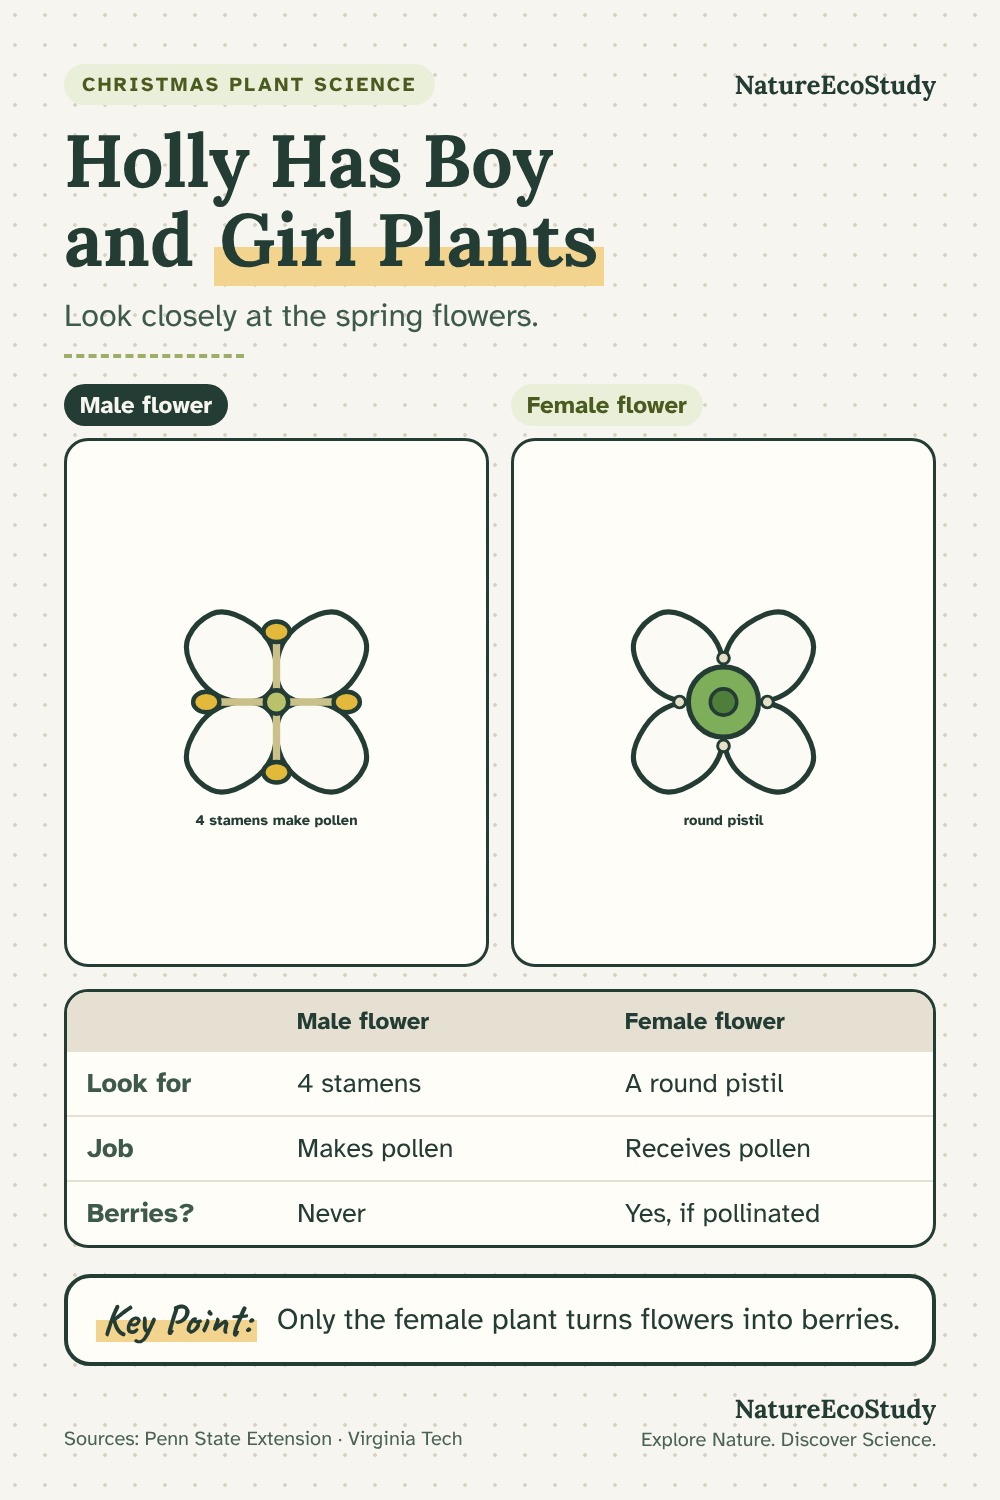 CHRISTMAS PLANT SCIENCE
NatureEcoStudy
Holly Has Boy
and Girl Plants
Look closely at the spring flowers.
Male flower
Female flower
4 stamens make pollen
round pistil
Male flower Female flower
Look for 4 stamens A round pistil
Job Makes pollen Receives pollen
Berries? Never Yes, if pollinated
Key Point: Only the female plant turns flowers into berries.
NatureEcoStudy
Sources: Penn State Extension · Virginia Tech
Explore Nature. Discover Science.